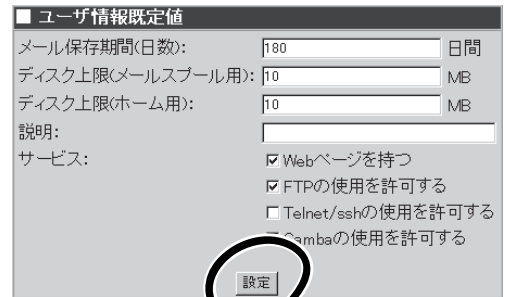 ■ ユーザ情報既定値
メール保存期間(日数): 180 日間
ディスク上限(メールスプール用): 10 MB
ディスク上限(ホーム用): 10 MB
説明:
サービス: Webページを持つ
FTPの使用を許可する
Telnet/sshの使用を許可する
ambaの使用を許可する
設定